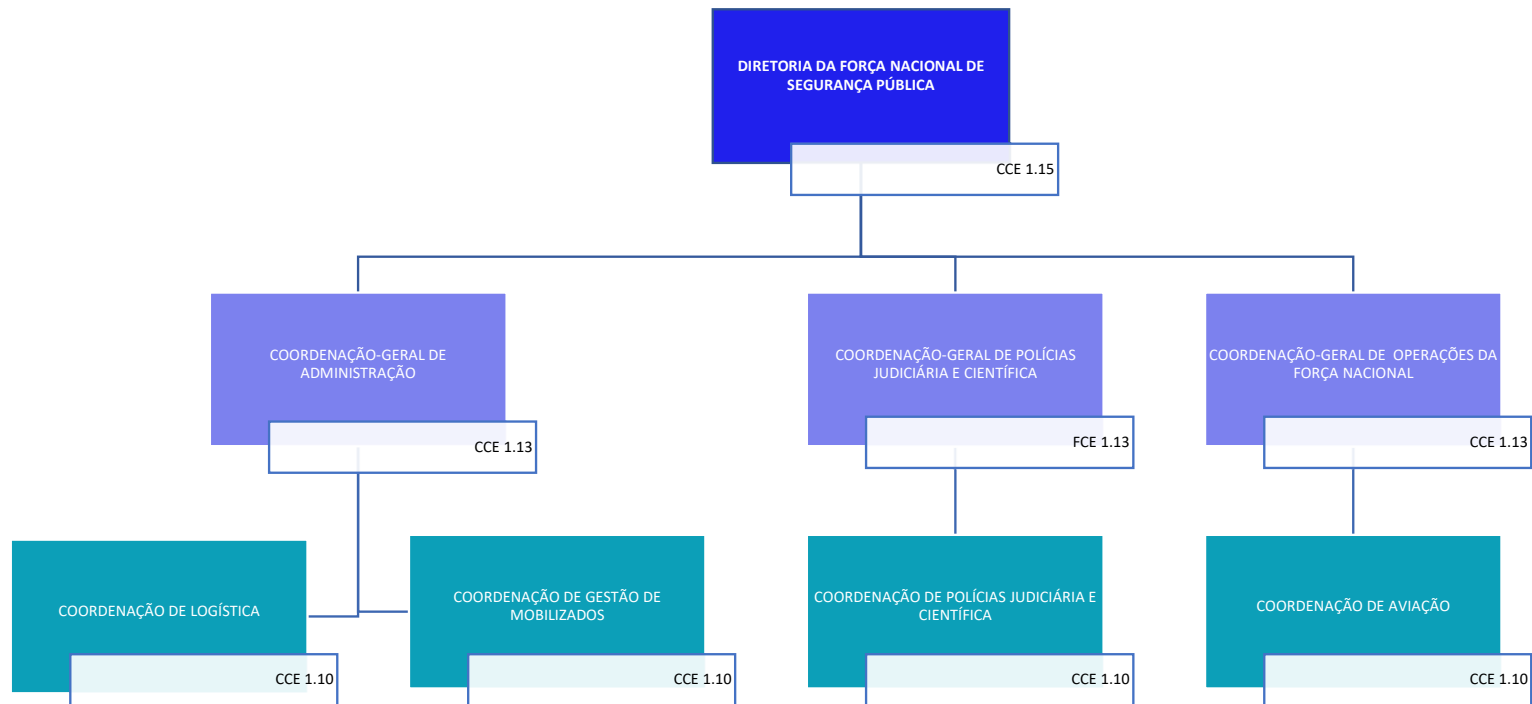 DIRETORIA DA FORÇA NACIONAL DE
SEGURANÇA PÚBLICA
CCE 1.15
COORDENAÇÃO-GERAL DE
ADMINISTRAÇÃO
CCE 1.13
COORDENAÇÃO-GERAL DE POLÍCIAS
JUDICIÁRIA E CIENTÍFICA
FCE 1.13
COORDENAÇÃO-GERAL DE  OPERAÇÕES DA
FORÇA NACIONAL
CCE 1.13
COORDENAÇÃO DE LOGÍSTICA
CCE 1.10
COORDENAÇÃO DE GESTÃO DE
MOBILIZADOS
CCE 1.10
COORDENAÇÃO DE POLÍCIAS JUDICIÁRIA E
CIENTÍFICA
CCE 1.10
COORDENAÇÃO DE AVIAÇÃO
CCE 1.10